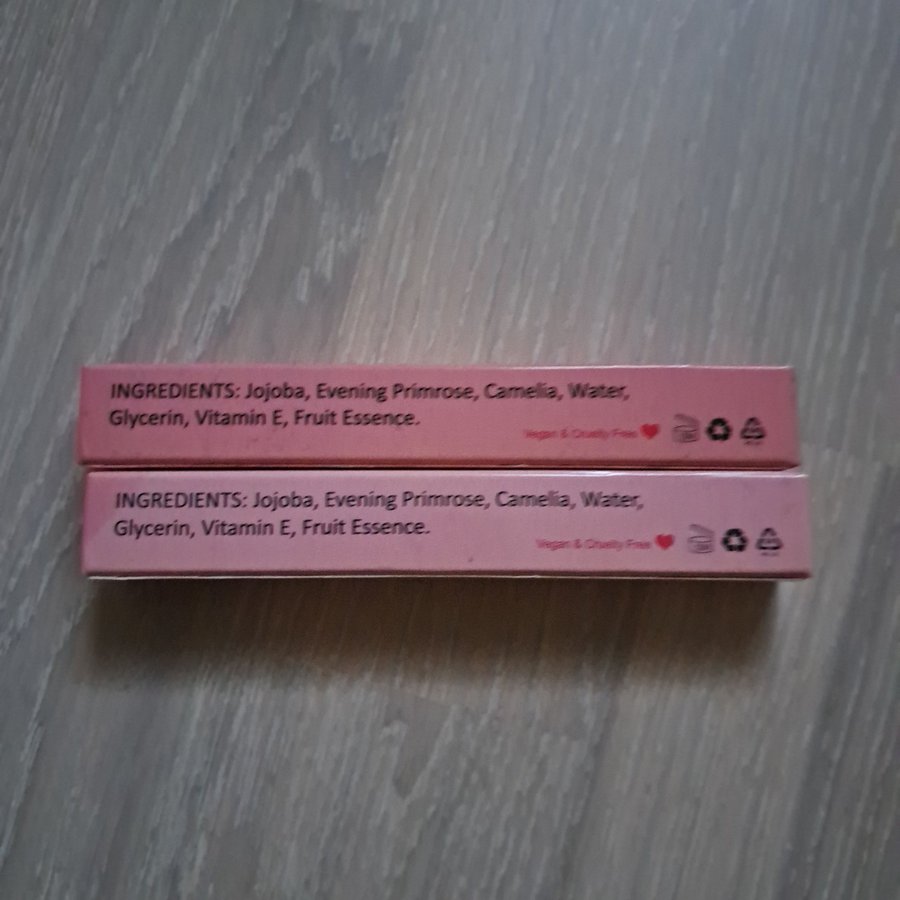 INGREDIENTS: Jojoba, Evening Primrose, Camelia, Water,
Glycerin, Vitamin E, Fruit Essence.
Vegan & Cruelty Free
INGREDIENTS: Jojoba, Evening Primrose, Camelia, Water,
Glycerin, Vitamin E, Fruit Essence.
Vegan & Cruelty Free